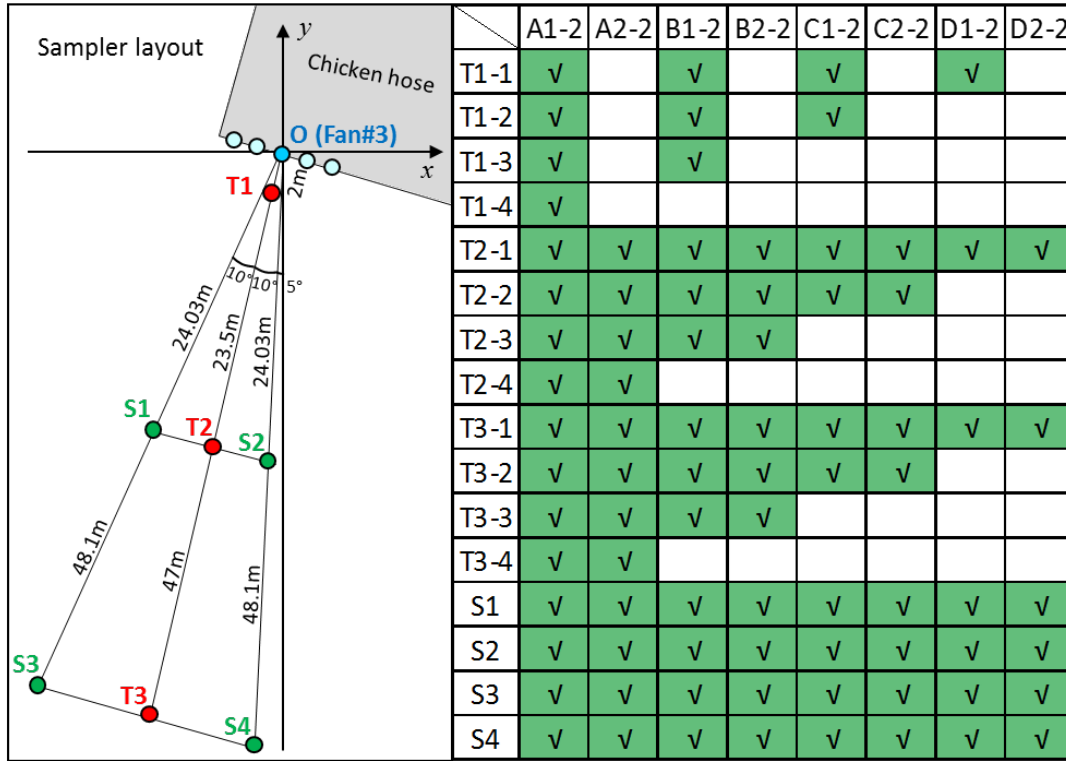 Sampler layout
y
Chicken hose
O (Fan#3)
x
T1
2m
10°
10°
5°
24.03m
23.5m
24.03m
S1
T2
S2
48.1m
47m
48.1m
S3
T3
S4
A1-2 A2-2 B1-2 B2-2 C1-2 C2-2 D1-2 D2-2
T1-1 √ √ √ √
T1-2 √ √ √
T1-3 √ √
T1-4 √
T2-1 √ √ √ √ √ √ √ √
T2-2 √ √ √ √ √ √
T2-3 √ √ √ √
T2-4 √ √
T3-1 √ √ √ √ √ √ √ √
T3-2 √ √ √ √ √ √
T3-3 √ √ √ √
T3-4 √ √
S1 √ √ √ √ √ √ √ √
S2 √ √ √ √ √ √ √ √
S3 √ √ √ √ √ √ √ √
S4 √ √ √ √ √ √ √ √